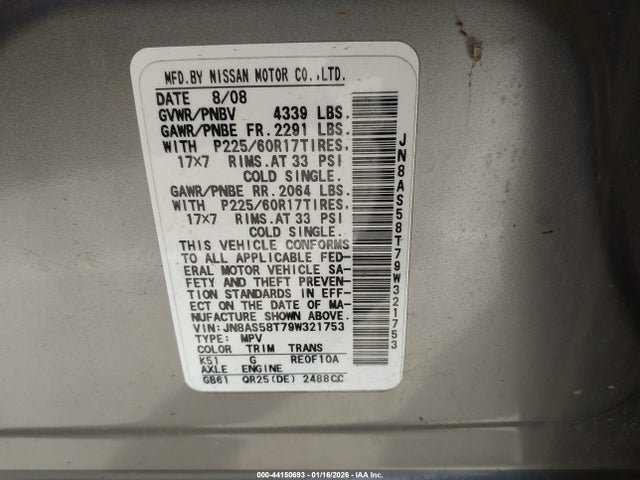 MFD.BY NISSAN MOTOR CO.,LTD.
DATE 8/08
GVWR/PNBV 4339 LBS.
GAWR/PNBE FR. 2291 LBS.
WITH P225/60R17TIRES,
17×7 RIMS.AT 33 PSI
COLD SINGLE.
GAWR/PNBE RR. 2064 LBS.
WITH P225/60R17TIRES,
17×7 RIMS.AT 33 PSI
COLD SINGLE.
THIS VEHICLE CONFORMS
TO ALL APPLICABLE FED-
ERAL MOTOR VEHICLE SA-
FETY AND THEFT PREVEN-
TION STANDARDS IN EFF-
ECT ON THE DATE OF MA-
NUFACTURE SHOWN ABOVE.
VIN:JN8AS58T79W321753
TYPE: MPV
COLOR TRIM TRANS
K51 G RE0F10A
AXLE ENGINE
GB61 QR25(DE) 2488CC
JN8AS58T79W321753
000-44150693 - 01/16/2026 - IAA Inc.